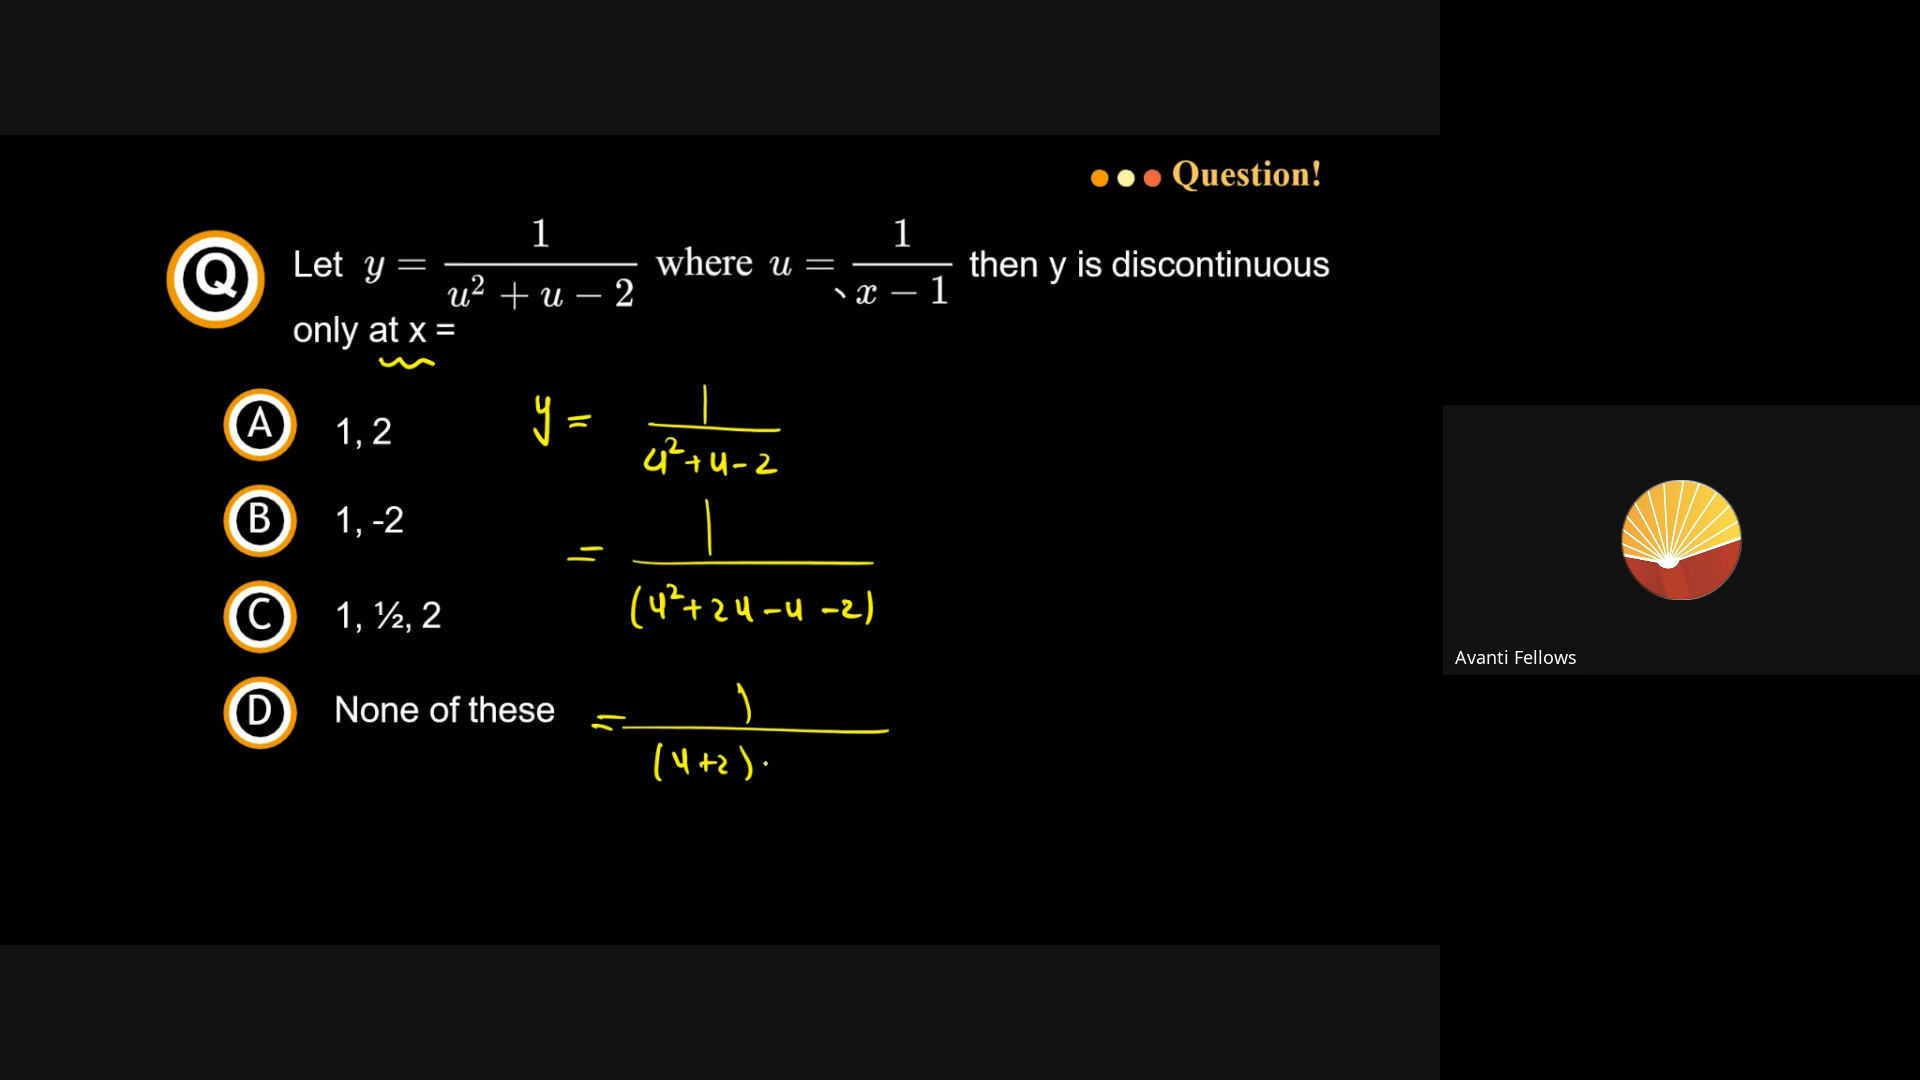 Question!
Q Let y = 1/(u² + u − 2) where u = 1/(x − 1) then y is discontinuous
only at x =
A 1, 2
B 1, -2
C 1, ½, 2
D None of these
y = 1/(u²+u-2)
= 1/(u²+2u-u-2)
= 1/(u+2).
Avanti Fellows